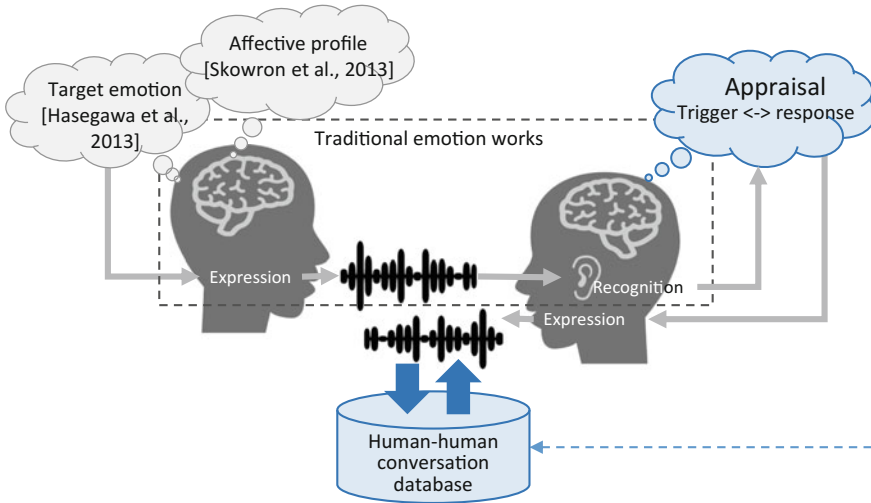 Affective profile
[Skowron et al., 2013]
Target emotion
[Hasegawa et al.,
2013]
Appraisal
Trigger <-> response
Traditional emotion works
Expression
Recognition
Expression
Human-human
conversation
database